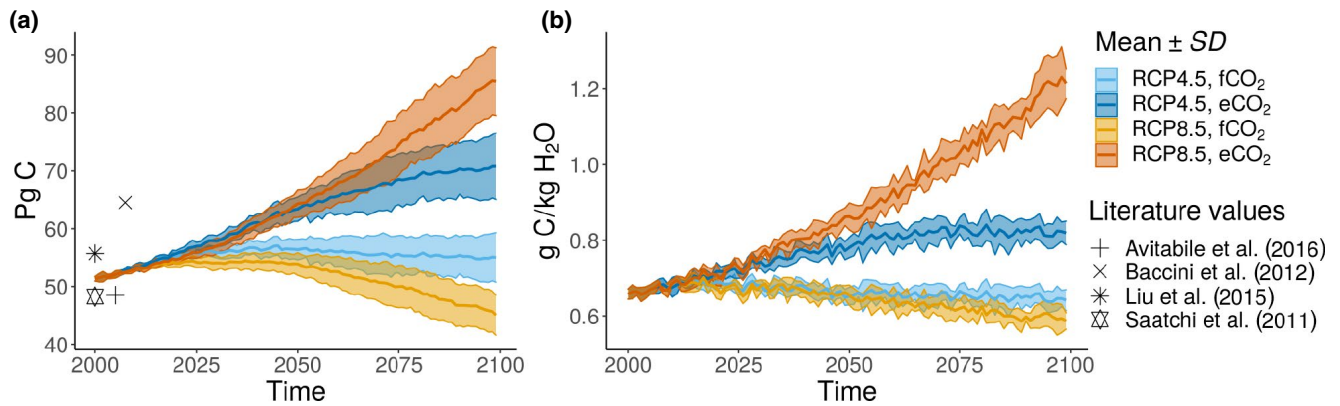 (a)
Pg C
90
80
70
60
50
40
2000 2025 2050 2075 2100
Time
(b)
g C/kg H₂O
1.2
1.0
0.8
0.6
2000 2025 2050 2075 2100
Time
Mean ± SD
RCP4.5, fCO₂
RCP4.5, eCO₂
RCP8.5, fCO₂
RCP8.5, eCO₂
Literature values
Avitabile et al. (2016)
Baccini et al. (2012)
Liu et al. (2015)
Saatchi et al. (2011)